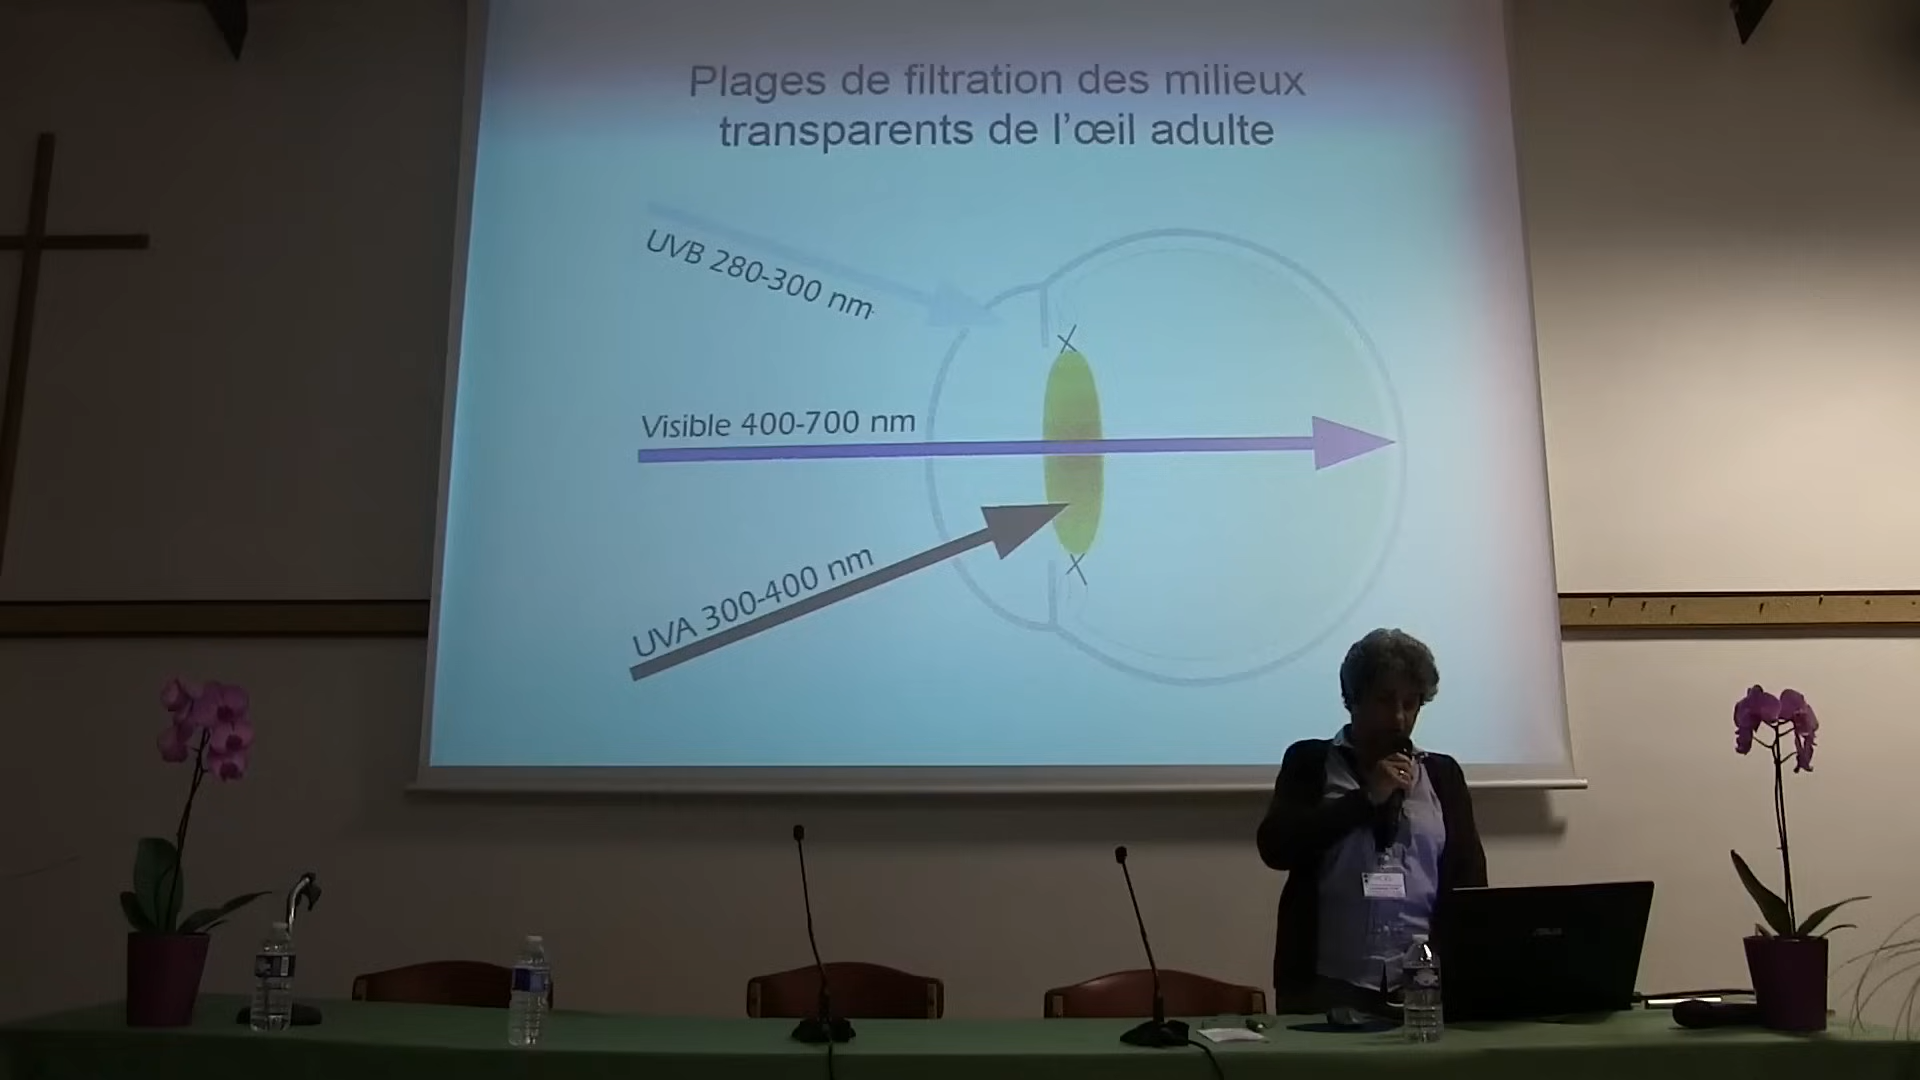 Plages de filtration des milieux
transparents de l'œil adulte
UVB 280-300 nm
Visible 400-700 nm
UVA 300-400 nm
ASUS